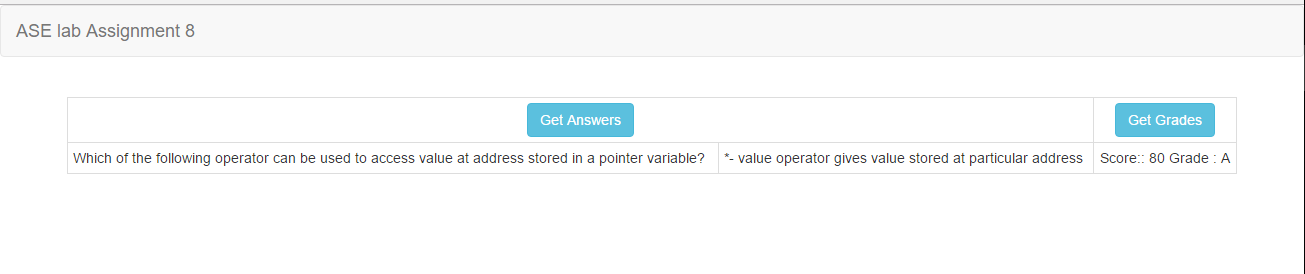 ASE lab Assignment 8
Get Answers Get Grades
Which of the following operator can be used to access value at address stored in a pointer variable? *- value operator gives value stored at particular address Score:: 80 Grade : A